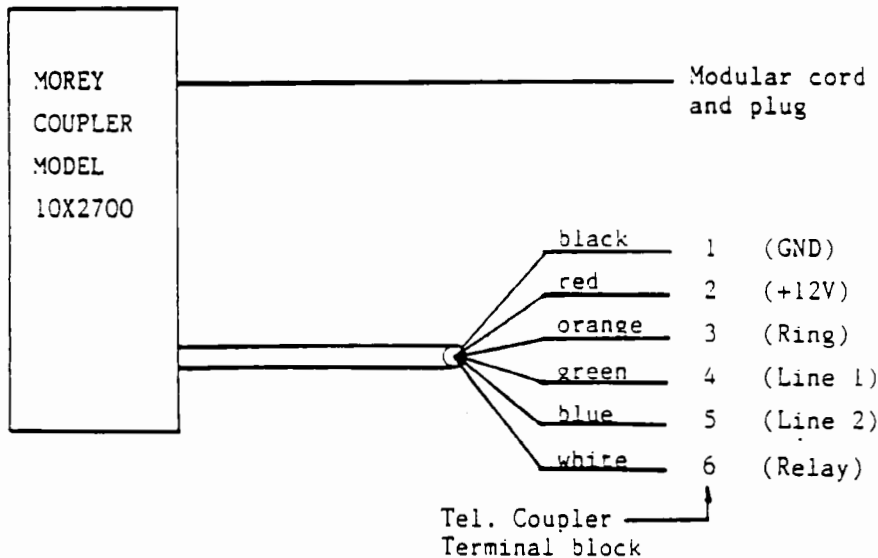 MOREY
COUPLER
MODEL
10X2700
Modular cord
and plug
black 1 (GND)
red 2 (+12V)
orange 3 (Ring)
green 4 (Line 1)
blue 5 (Line 2)
white 6 (Relay)
Tel. Coupler
Terminal block